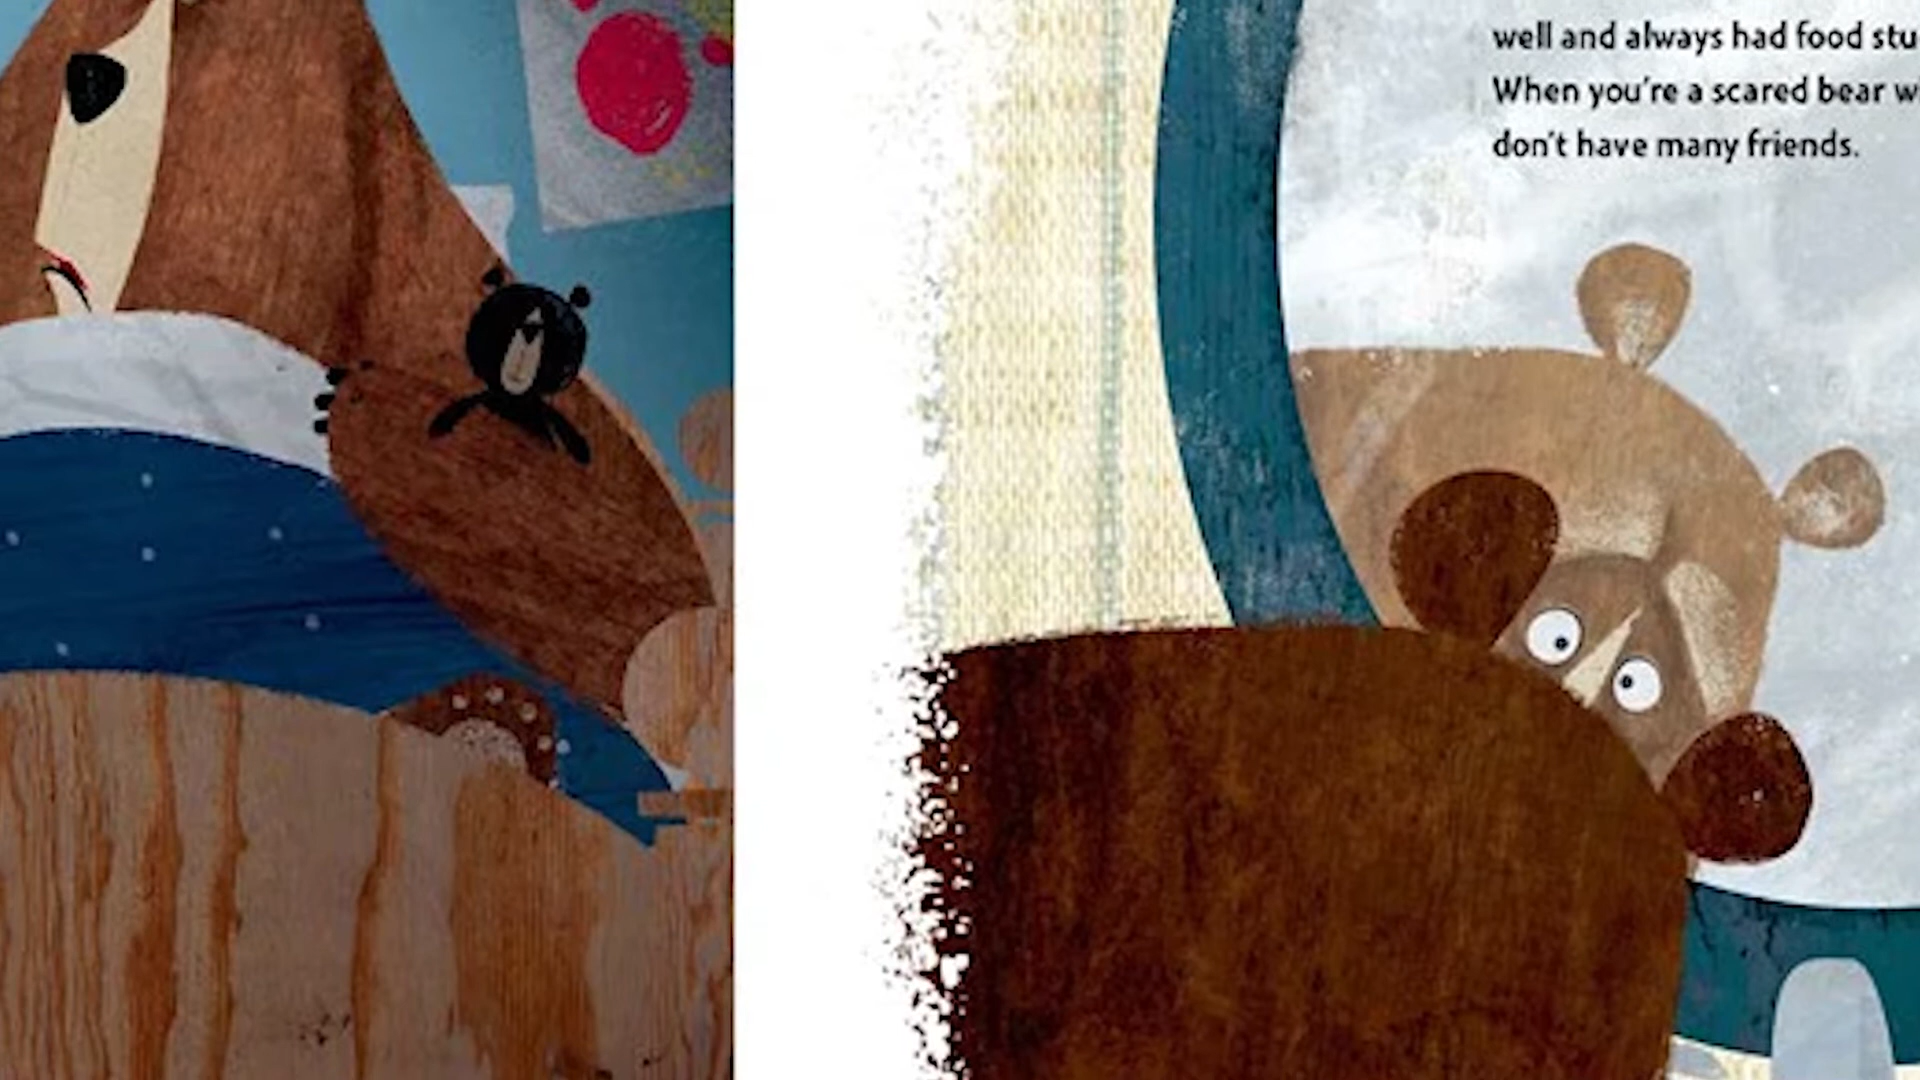 well and always had food
When you're a scared bear
don't have many friends.